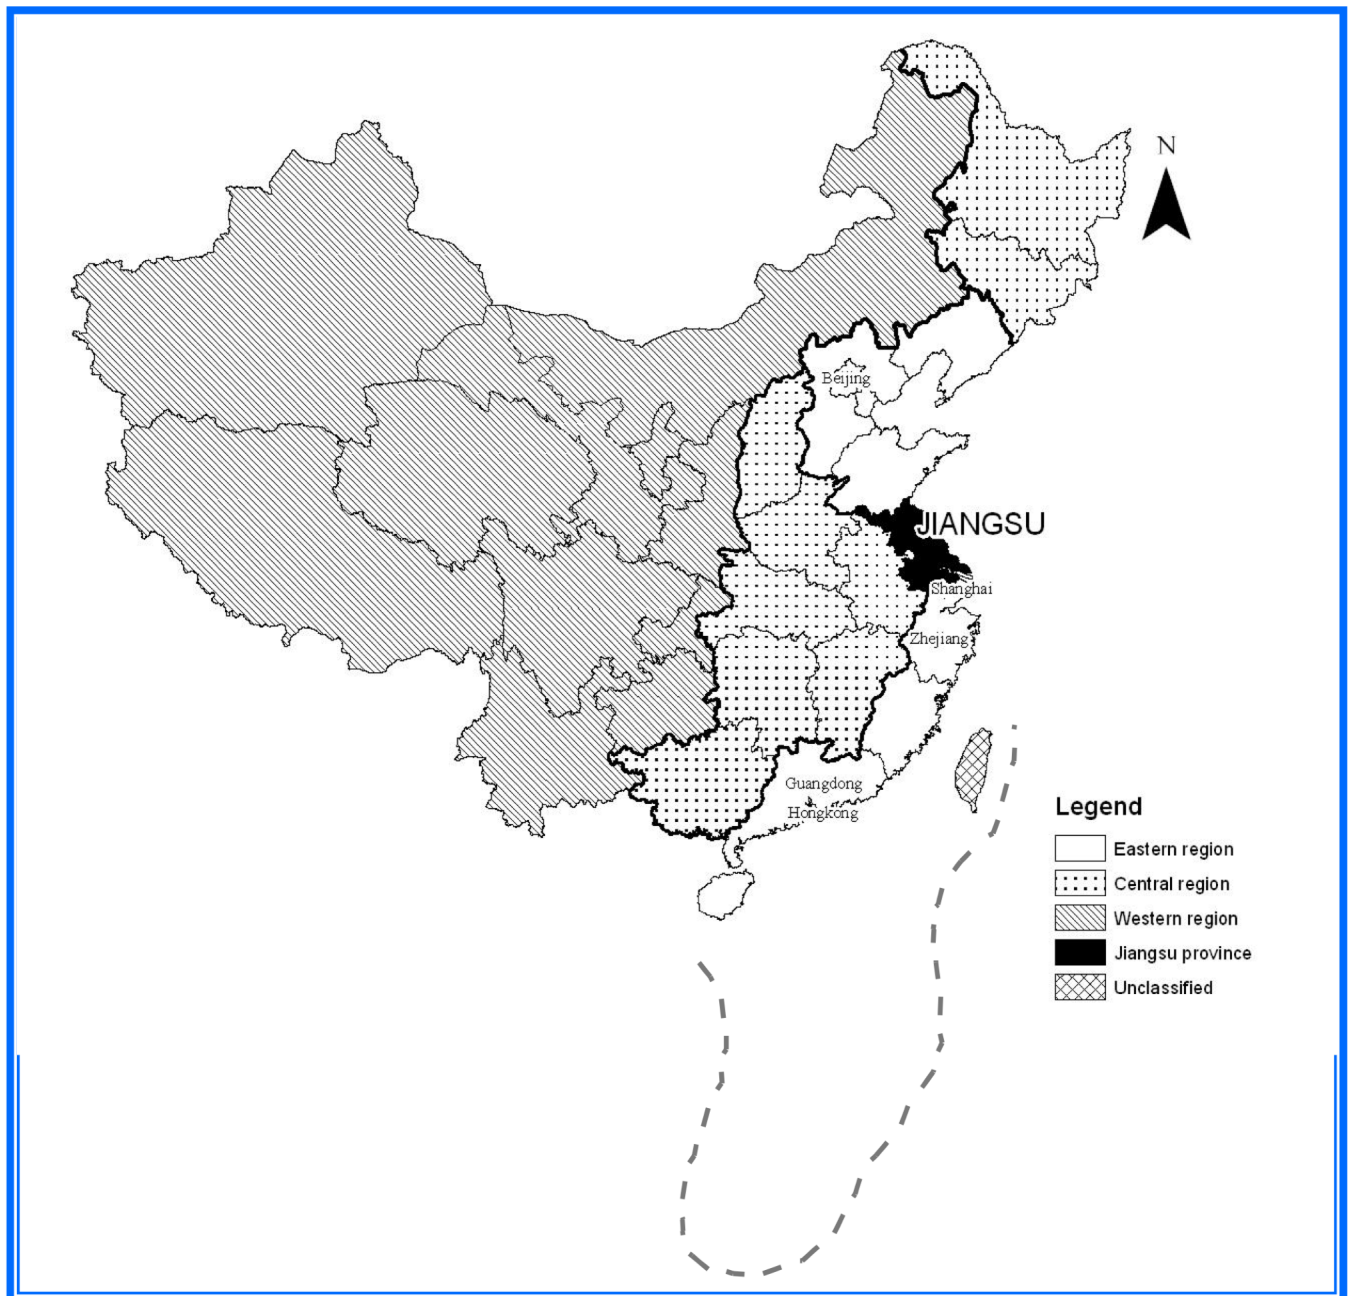 N
Beijing
JIANGSU
Shanghai
Zhejiang
Guangdong
Hongkong
Legend
Eastern region
Central region
Western region
Jiangsu province
Unclassified